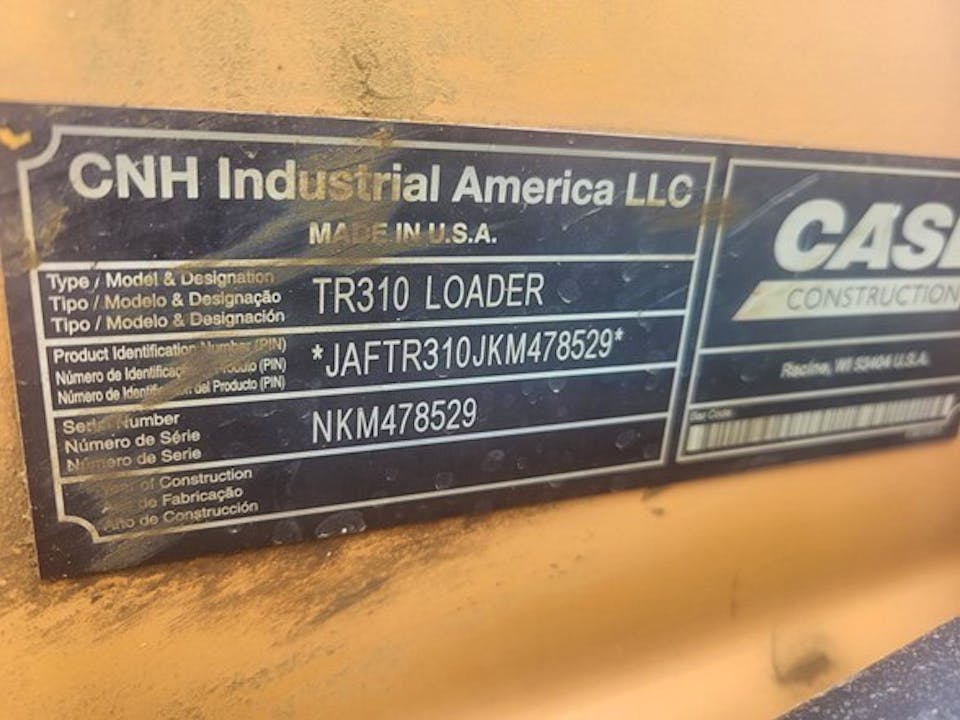 CNH Industrial America LLC
MADE IN U.S.A.
Type / Model & Designation
Tipo / Modelo & Designação
Tipo / Modelo & Designación
TR310 LOADER
Product Identification Number (PIN)
Número de Identificação do Produto (PIN)
Número de Identificación del Producto (PIN)
*JAFTR310JKM478529*
Serial Number
Número de Série
Número de Serie
NKM478529
of Construction
de Fabricação
Año de Construcción
CASE
CONSTRUCTION
Racine, WI 53404 U.S.A.
Bar Code